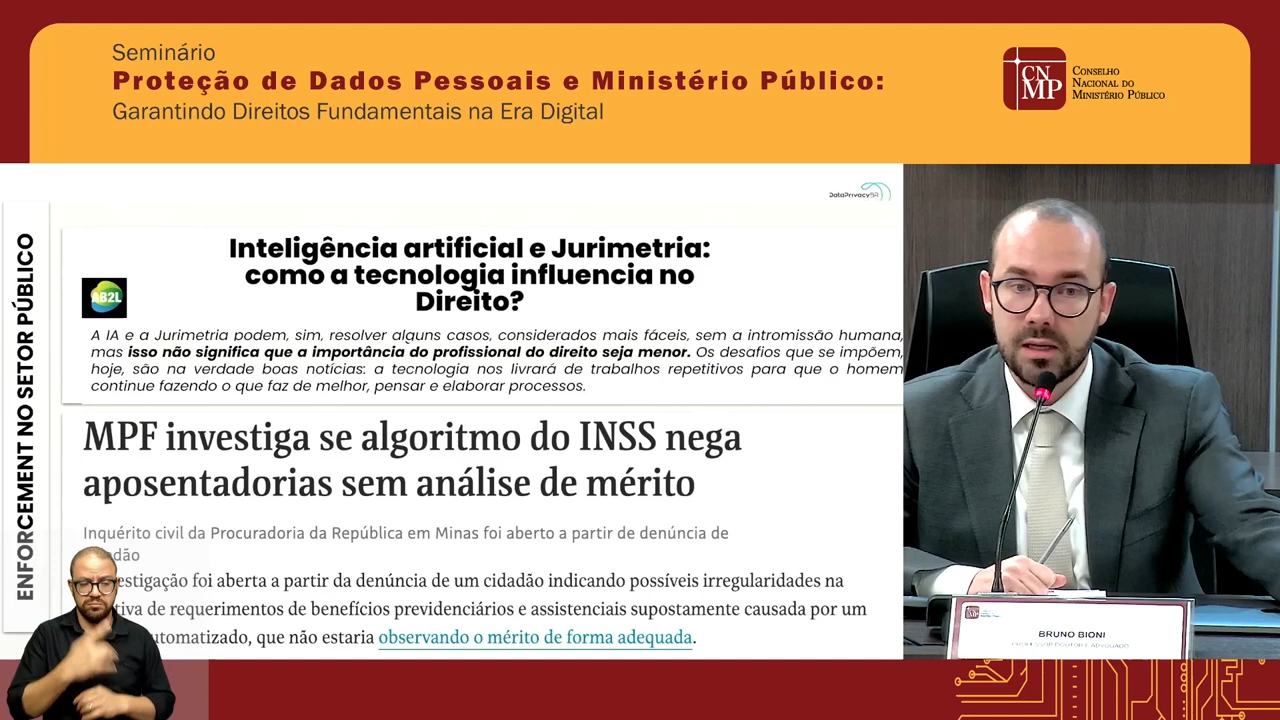 Seminário
Proteção de Dados Pessoais e Ministério Público:
Garantindo Direitos Fundamentais na Era Digital
CN
MP
CONSELHO
NACIONAL DO
MINISTÉRIO PÚBLICO
DataPrivacyBR
ENFORCEMENT NO SETOR PÚBLICO
Inteligência artificial e Jurimetria:
como a tecnologia influencia no
Direito?
AB2L
A IA e a Jurimetria podem, sim, resolver alguns casos, considerados mais fáceis, sem a intromissão humana,
mas isso não significa que a importância do profissional do direito seja menor. Os desafios que se impõem,
hoje, são na verdade boas notícias: a tecnologia nos livrará de trabalhos repetitivos para que o homem
continue fazendo o que faz de melhor, pensar e elaborar processos.
MPF investiga se algoritmo do INSS nega
aposentadorias sem análise de mérito
Inquérito civil da Procuradoria da República em Minas foi aberto a partir de denúncia de
dão
estigação foi aberta a partir da denúncia de um cidadão indicando possíveis irregularidades na
tiva de requerimentos de benefícios previdenciários e assistenciais supostamente causada por um
utomatizado, que não estaria observando o mérito de forma adequada.
BRUNO BIONI
PROFESSOR DOUTOR E ADVOGADO